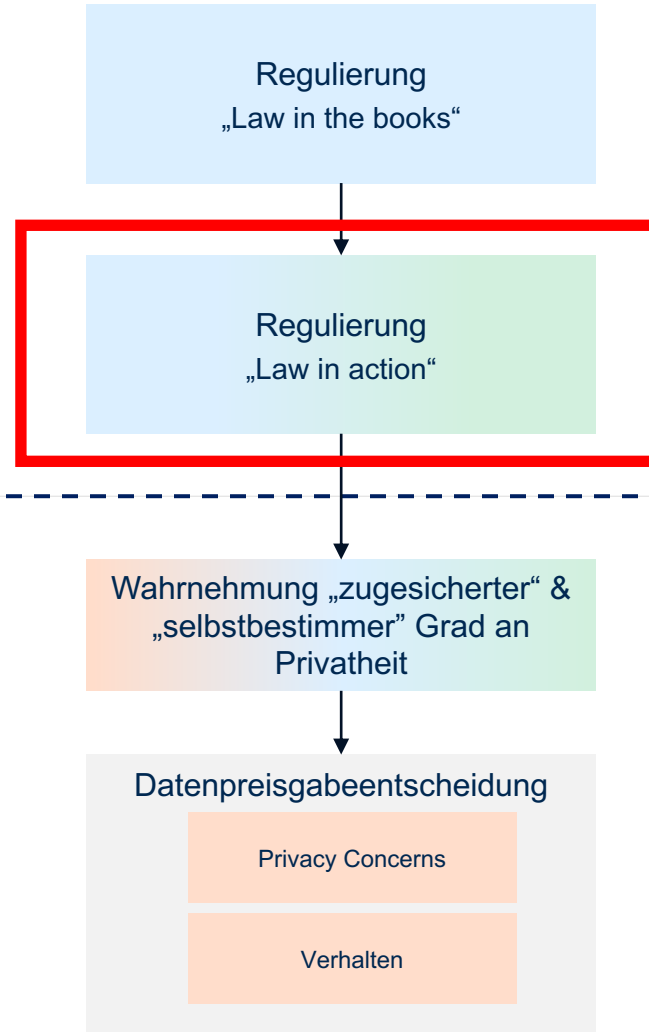 Regulierung
„Law in the books“
Regulierung
„Law in action“
Wahrnehmung „zugesicherter“ &
„selbstbestimmer” Grad an
Privatheit
Datenpreisgabeentscheidung
Privacy Concerns
Verhalten